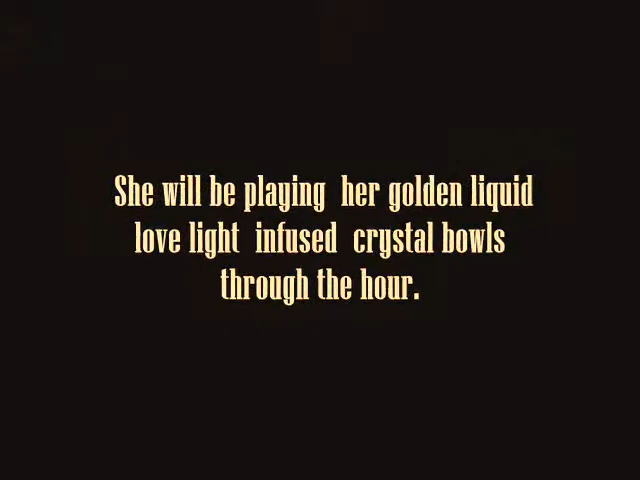 She will be playing her golden liquid
love light infused crystal bowls
through the hour.